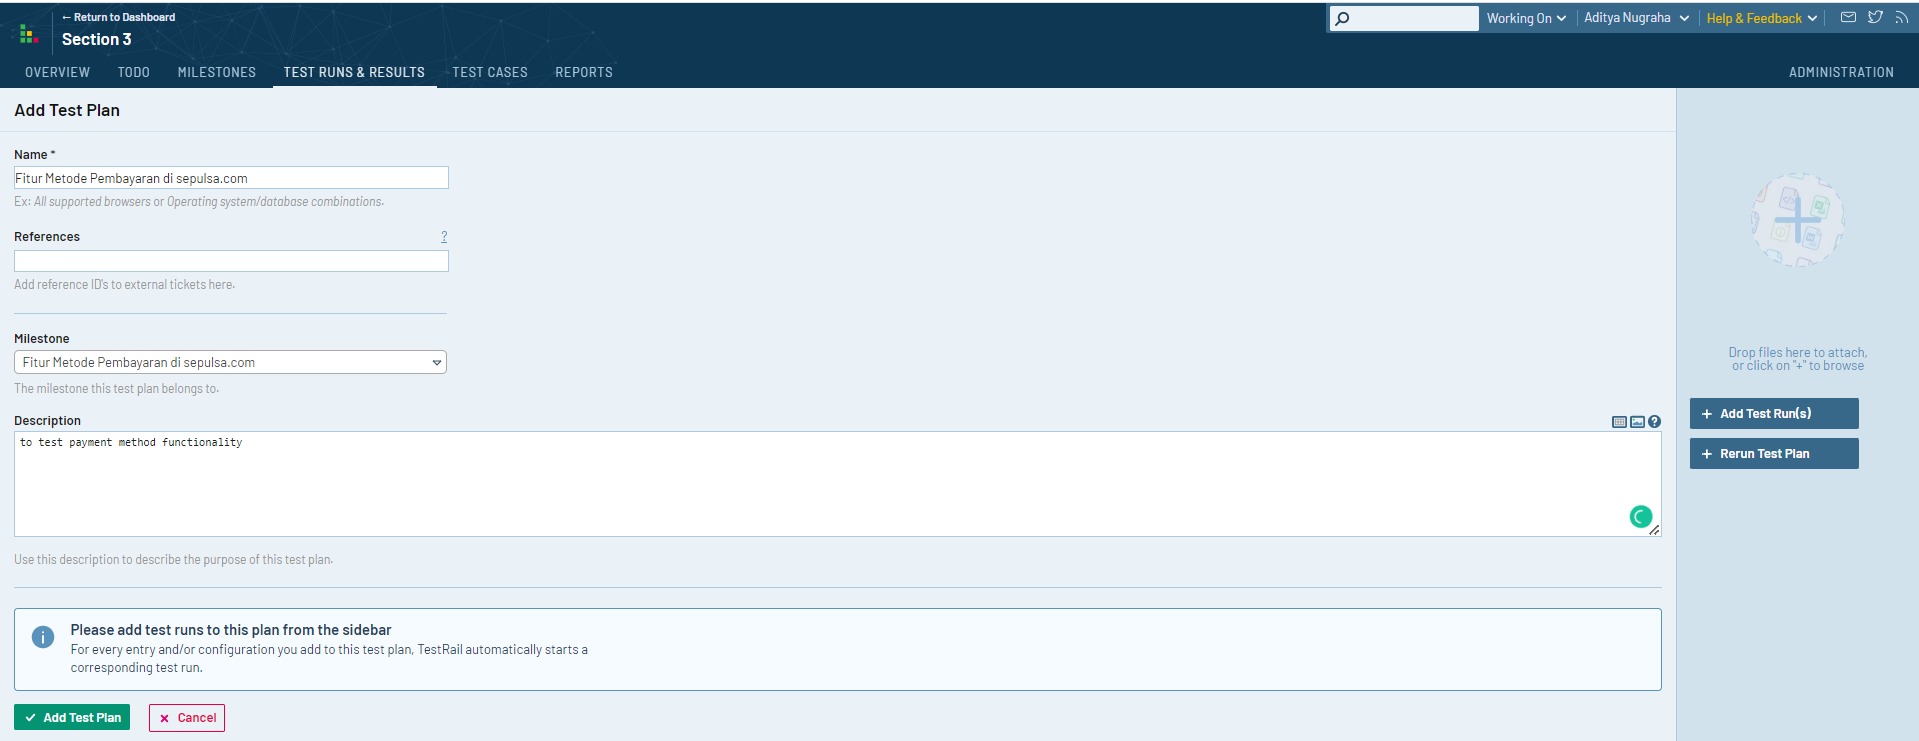 ← Return to Dashboard
Section 3
Working On
Aditya Nugraha
Help & Feedback
OVERVIEW TODO MILESTONES TEST RUNS & RESULTS TEST CASES REPORTS ADMINISTRATION
Add Test Plan
Name *
Fitur Metode Pembayaran di sepulsa.com
Ex: All supported browsers or Operating system/database combinations.
References ?
Add reference ID's to external tickets here.
Milestone
Fitur Metode Pembayaran di sepulsa.com
The milestone this test plan belongs to.
Description
to test payment method functionality
Use this description to describe the purpose of this test plan.
Please add test runs to this plan from the sidebar
For every entry and/or configuration you add to this test plan, TestRail automatically starts a
corresponding test run.
Add Test Plan
Cancel
Drop files here to attach,
or click on "+" to browse
+ Add Test Run(s)
+ Rerun Test Plan